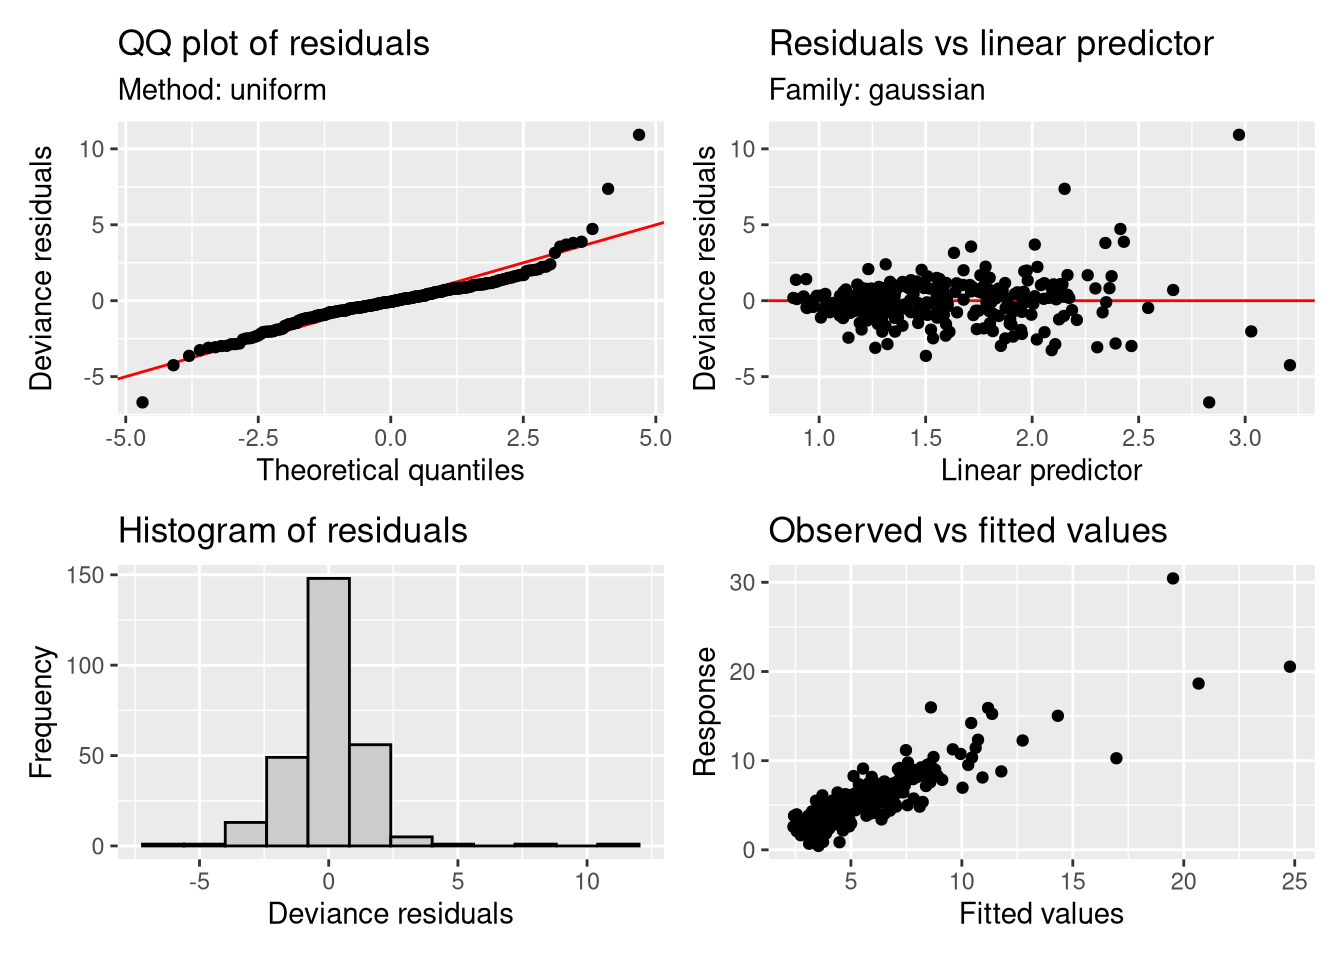 QQ plot of residuals
Method: uniform
Deviance residuals
10
5
0
-5
-5.0 -2.5 0.0 2.5 5.0
Theoretical quantiles
Residuals vs linear predictor
Family: gaussian
Deviance residuals
10
5
0
-5
1.0 1.5 2.0 2.5 3.0
Linear predictor
Histogram of residuals
Frequency
150
100
50
0
-5 0 5 10
Deviance residuals
Observed vs fitted values
Response
30
20
10
0
5 10 15 20 25
Fitted values